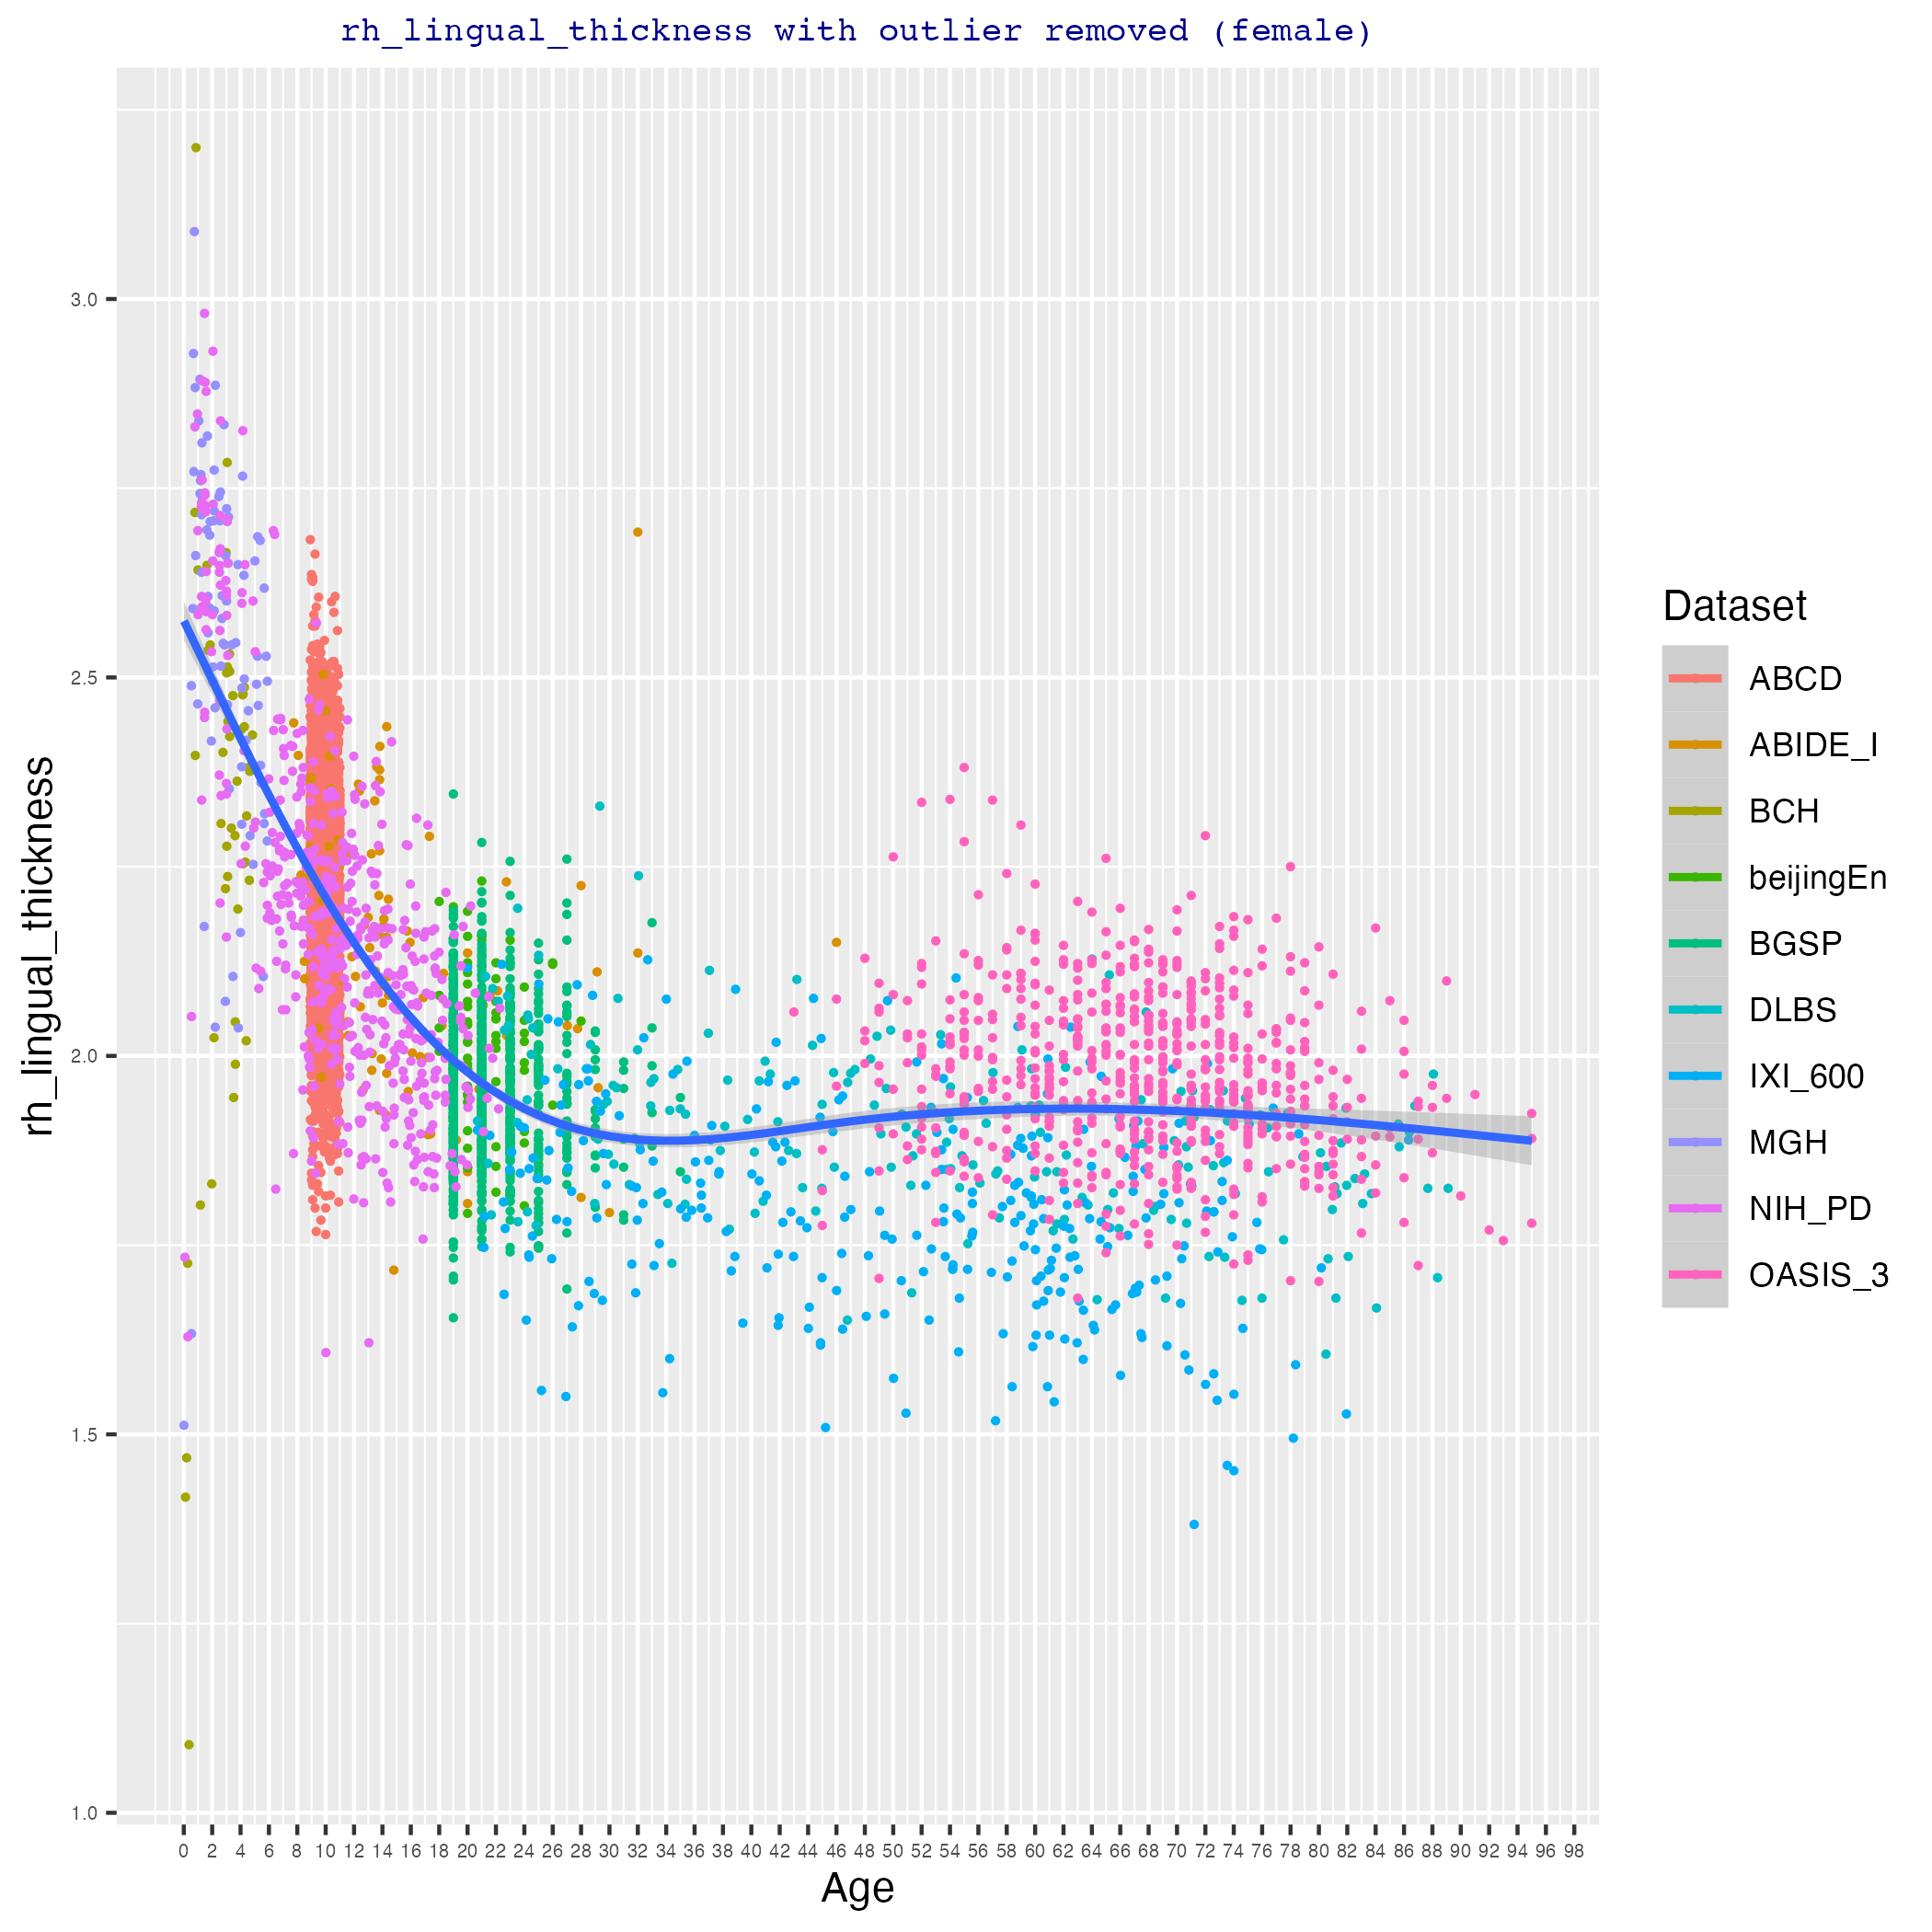 rh_lingual_thickness with outlier removed (female)
rh_lingual_thickness
3.0
2.5
2.0
1.5
1.0
0 2 4 6 8 10 12 14 16 18 20 22 24 26 28 30 32 34 36 38 40 42 44 46 48 50 52 54 56 58 60 62 64 66 68 70 72 74 76 78 80 82 84 86 88 90 92 94 96 98
Age
Dataset
ABCD
ABIDE_I
BCH
beijingEn
BGSP
DLBS
IXI_600
MGH
NIH_PD
OASIS_3